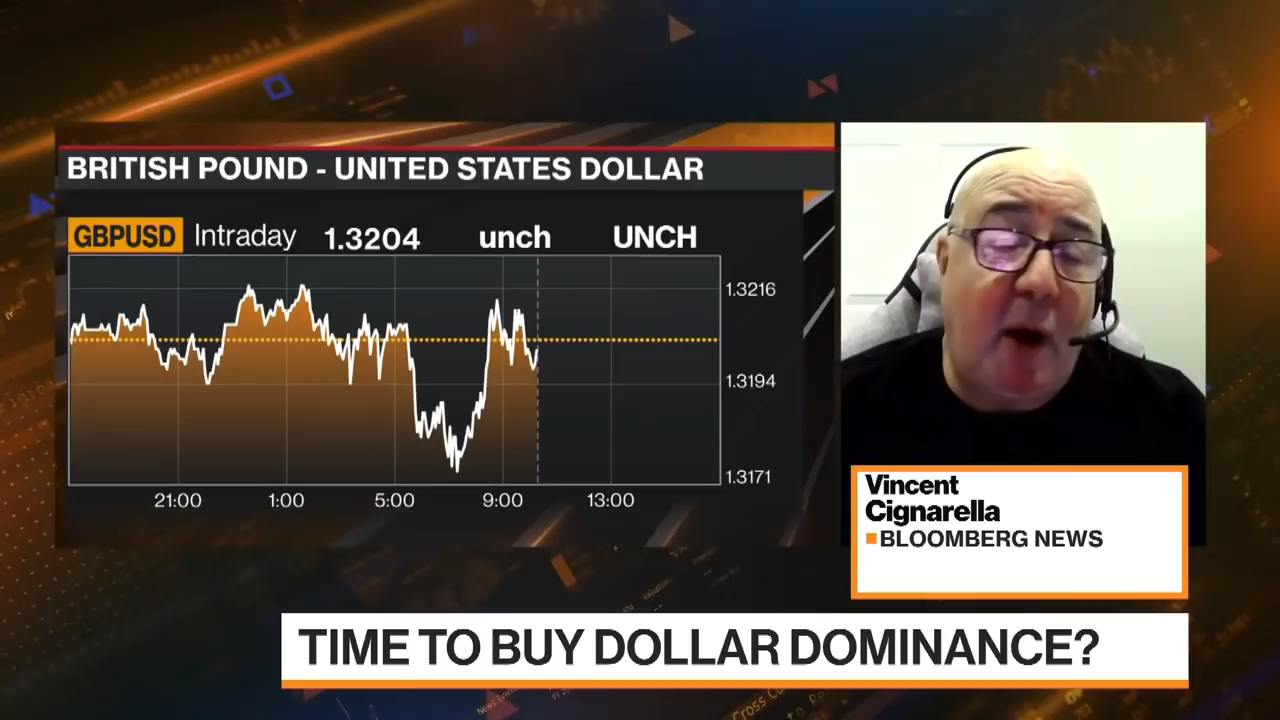 BRITISH POUND - UNITED STATES DOLLAR
GBPUSD Intraday 1.3204 unch UNCH
1.3216
1.3194
1.3171
21:00 1:00 5:00 9:00 13:00
Vincent
Cignarella
BLOOMBERG NEWS
TIME TO BUY DOLLAR DOMINANCE?
Cross